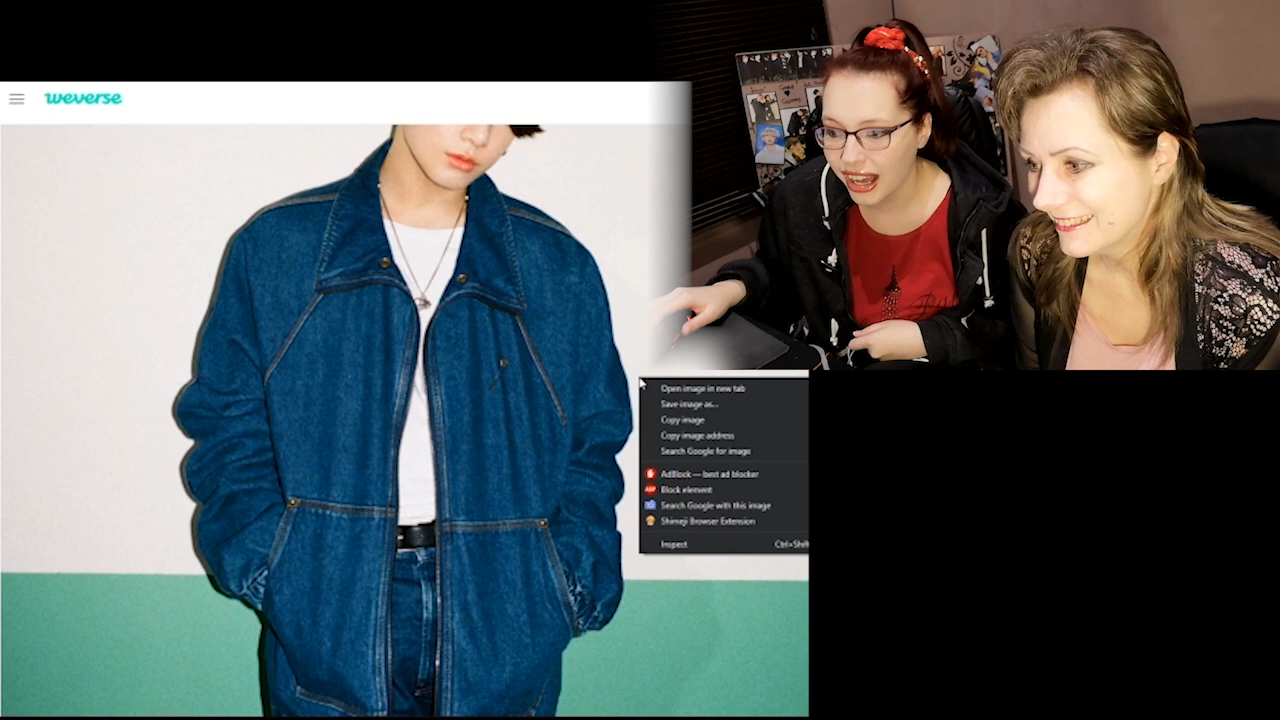 weverse
Open image in new tab
Save image as...
Copy image
Copy image address
Search Google for image
AdBlock — best ad blocker
Block element
Search Google with this image
Shimeji Browser Extension
Inspect Ctrl+Shift